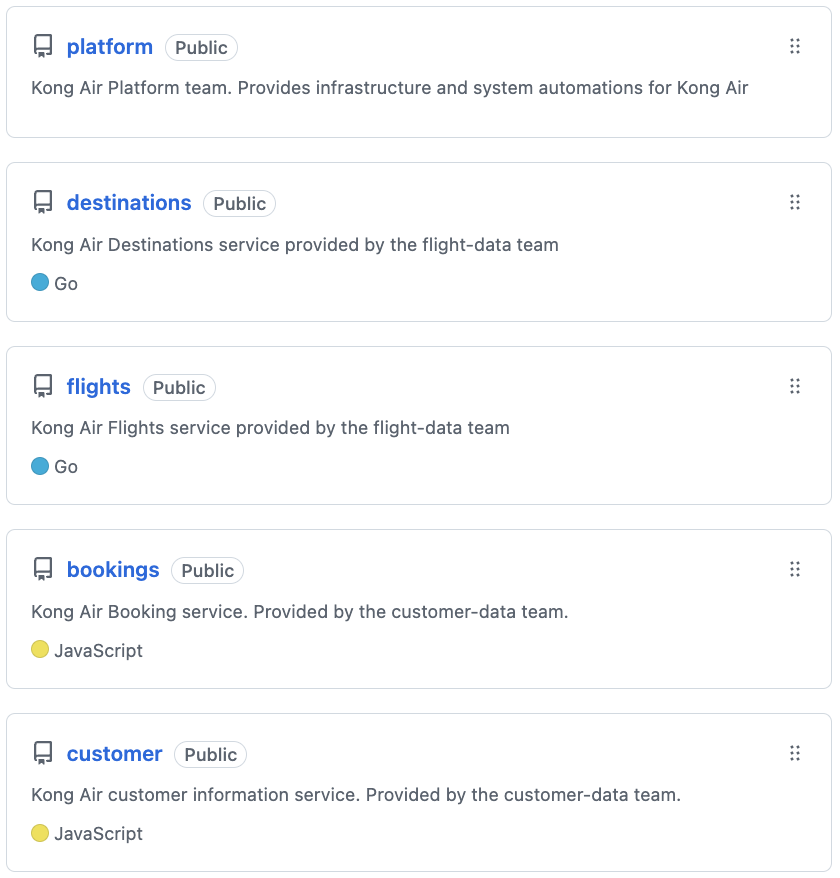 platform Public
Kong Air Platform team. Provides infrastructure and system automations for Kong Air
destinations Public
Kong Air Destinations service provided by the flight-data team
Go
flights Public
Kong Air Flights service provided by the flight-data team
Go
bookings Public
Kong Air Booking service. Provided by the customer-data team.
JavaScript
customer Public
Kong Air customer information service. Provided by the customer-data team.
JavaScript